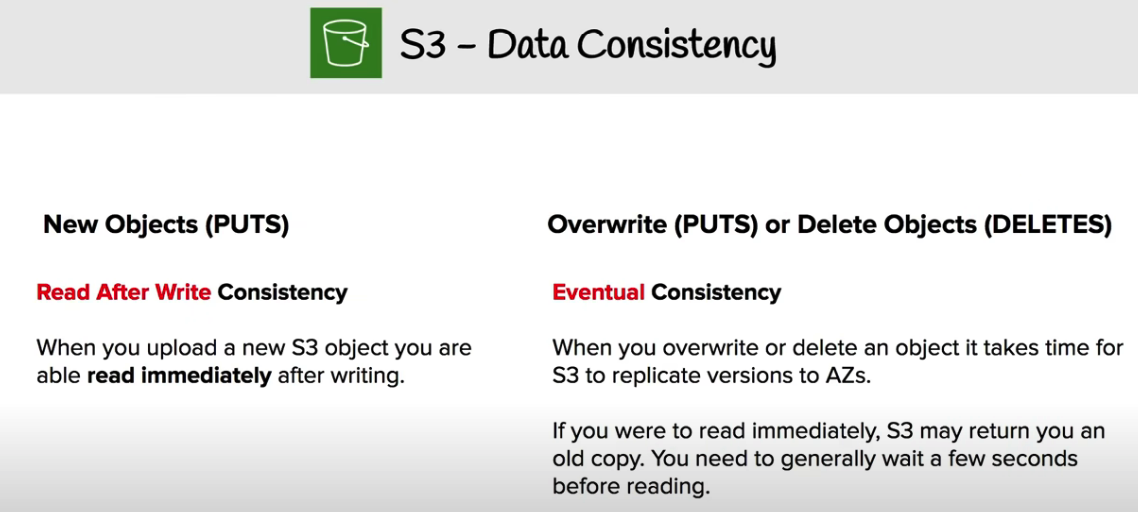 S3 – Data Consistency
New Objects (PUTS)
Read After Write Consistency
When you upload a new S3 object you are
able read immediately after writing.
Overwrite (PUTS) or Delete Objects (DELETES)
Eventual Consistency
When you overwrite or delete an object it takes time for
S3 to replicate versions to AZs.
If you were to read immediately, S3 may return you an
old copy. You need to generally wait a few seconds
before reading.